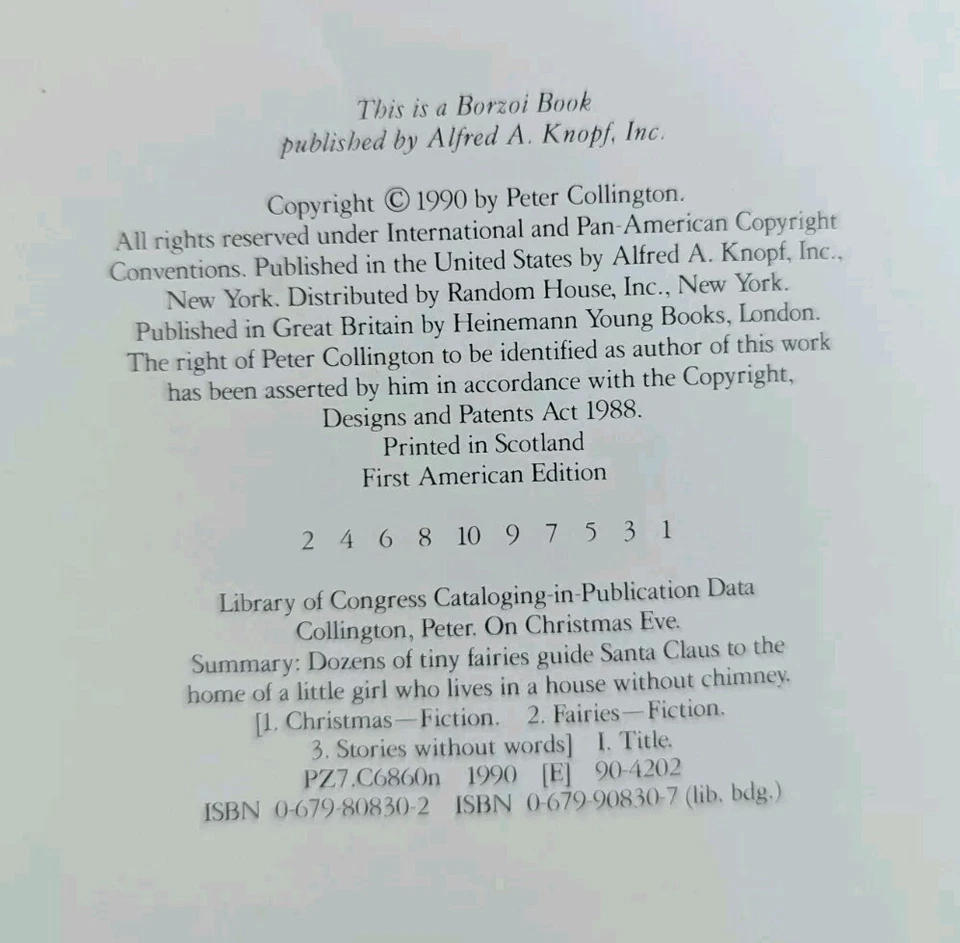 This is a Borzoi Book
published by Alfred A. Knopf, Inc.
Copyright © 1990 by Peter Collington.
All rights reserved under International and Pan-American Copyright
Conventions. Published in the United States by Alfred A. Knopf, Inc.,
New York. Distributed by Random House, Inc., New York.
Published in Great Britain by Heinemann Young Books, London.
The right of Peter Collington to be identified as author of this work
has been asserted by him in accordance with the Copyright,
Designs and Patents Act 1988.
Printed in Scotland
First American Edition
2 4 6 8 10 9 7 5 3 1
Library of Congress Cataloging-in-Publication Data
Collington, Peter. On Christmas Eve.
Summary: Dozens of tiny fairies guide Santa Claus to the
home of a little girl who lives in a house without chimney.
[1. Christmas—Fiction. 2. Fairies—Fiction.
3. Stories without words] I. Title.
PZ7.C6860n 1990 [E] 90-4202
ISBN 0-679-80830-2 ISBN 0-679-90830-7 (lib. bdg.)